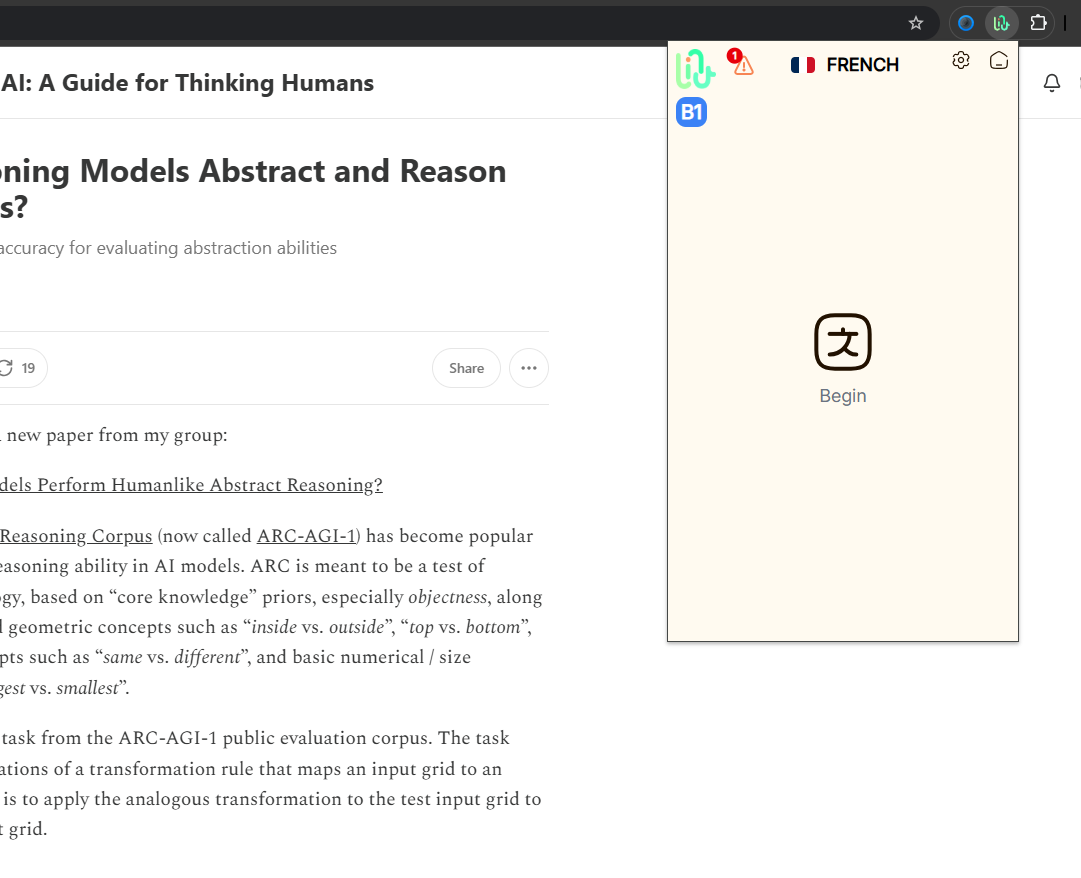 1
FRENCH
B1
Begin
AI: A Guide for Thinking Humans
ning Models Abstract and Reason
s?
accuracy for evaluating abstraction abilities
19
Share
new paper from my group:
dels Perform Humanlike Abstract Reasoning?
Reasoning Corpus (now called ARC-AGI-1) has become popular
easoning ability in AI models. ARC is meant to be a test of
gy, based on “core knowledge” priors, especially objectness, along
l geometric concepts such as “inside vs. outside”, “top vs. bottom”,
pts such as “same vs. different”, and basic numerical / size
gest vs. smallest”.
task from the ARC-AGI-1 public evaluation corpus. The task
ations of a transformation rule that maps an input grid to an
is to apply the analogous transformation to the test input grid to
t grid.